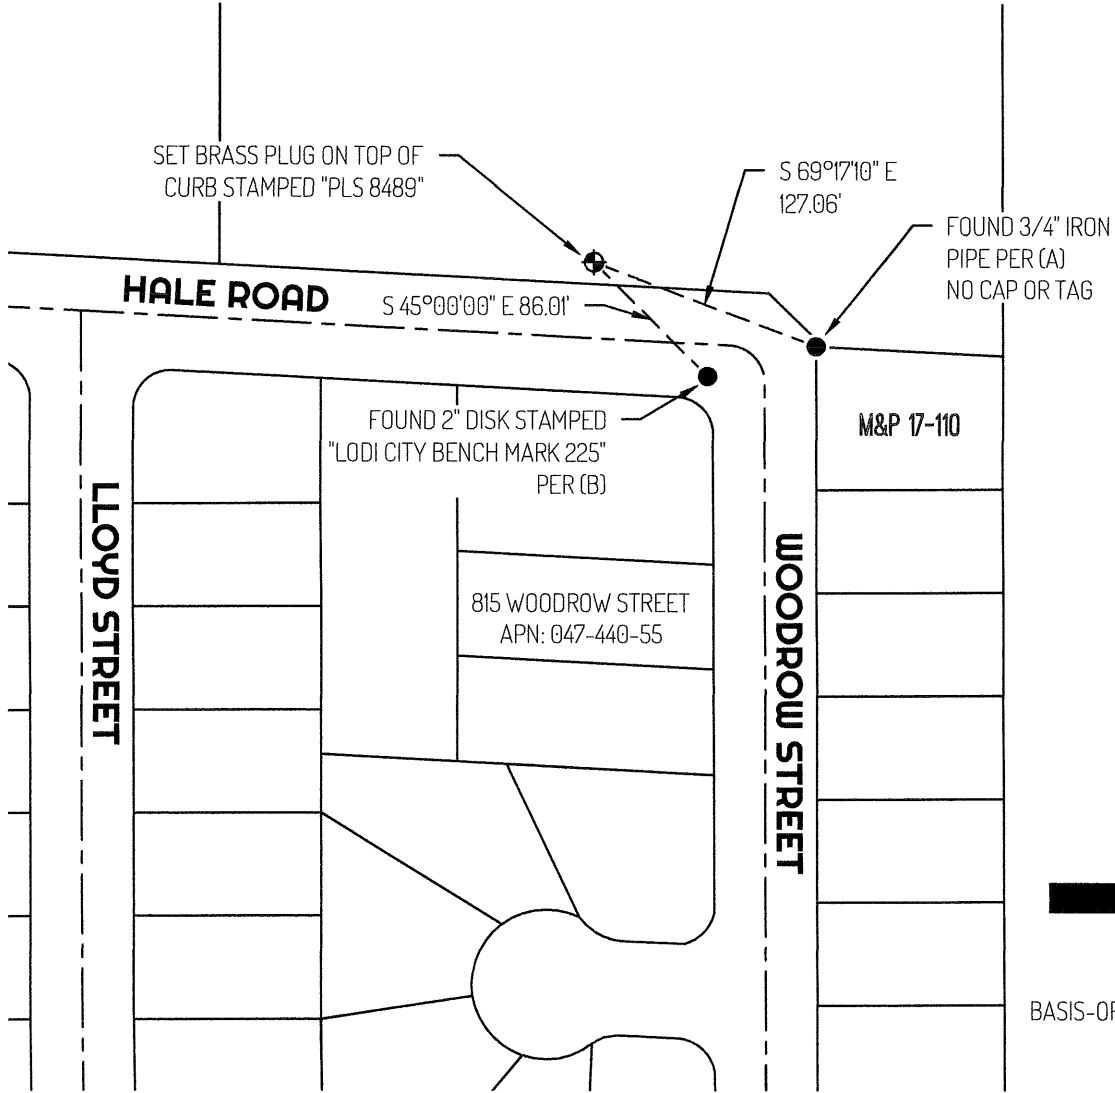 SET BRASS PLUG ON TOP OF
CURB STAMPED "PLS 8489"
S 69°17'10" E
127.06'
FOUND 3/4" IRON
PIPE PER (A)
NO CAP OR TAG
HALE ROAD
S 45°00'00" E 86.01'
FOUND 2" DISK STAMPED
"LODI CITY BENCH MARK 225"
PER (B)
M&P 17-110
LLOYD STREET
815 WOODROW STREET
APN: 047-440-55
WOODROW STREET
BASIS-OF